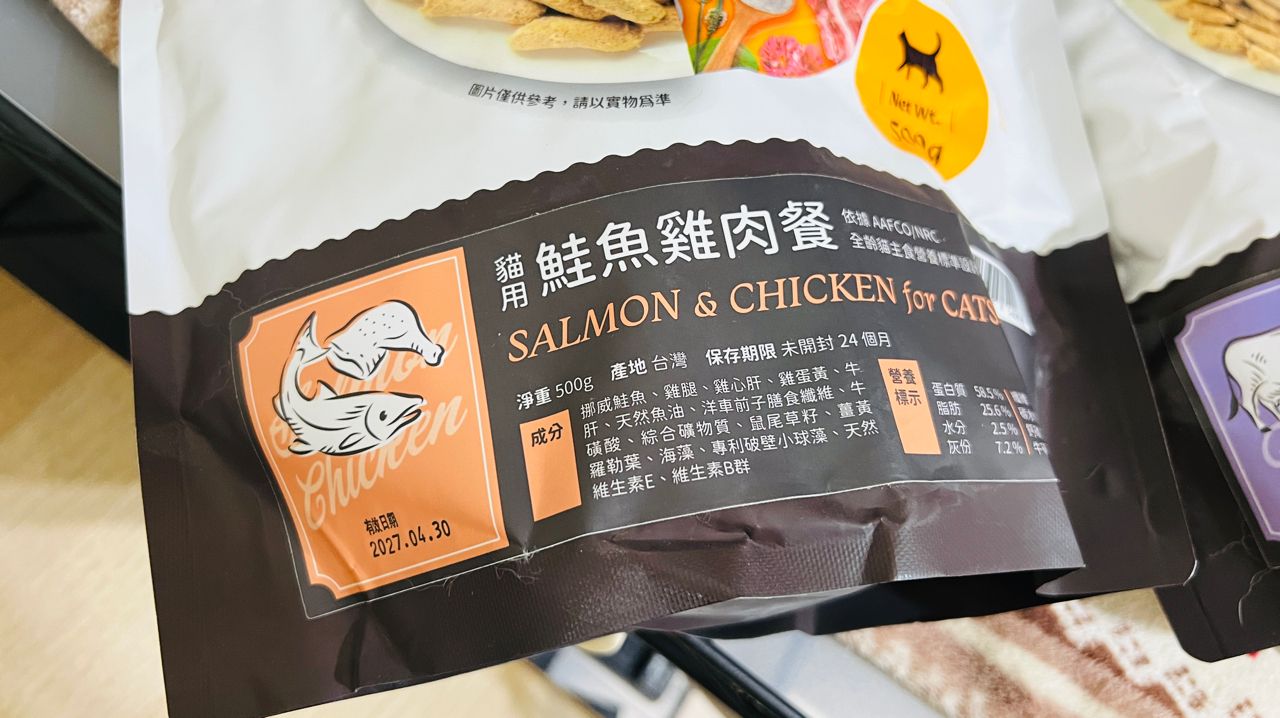 圖片僅供參考，請以實物爲準
Net Wt.
500g
貓用 鮭魚雞肉餐
依據 AAFCO/NRC
全齡貓主食營養標準設計
SALMON & CHICKEN for CATS
淨重 500g 產地 台灣 保存期限 未開封 24 個月
成分
挪威鮭魚、雞腿、雞心肝、雞蛋黃、牛
肝、天然魚油、洋車前子膳食纖維、牛
磺酸、綜合礦物質、鼠尾草籽、薑黃
羅勒葉、海藻、專利破壁小球藻、天然
維生素E、維生素B群
營養
標示
蛋白質 58.5%
脂肪 25.6%
水分 2.5%
灰份 7.2%
Salmon
Chicken
有效日期
2027.04.30